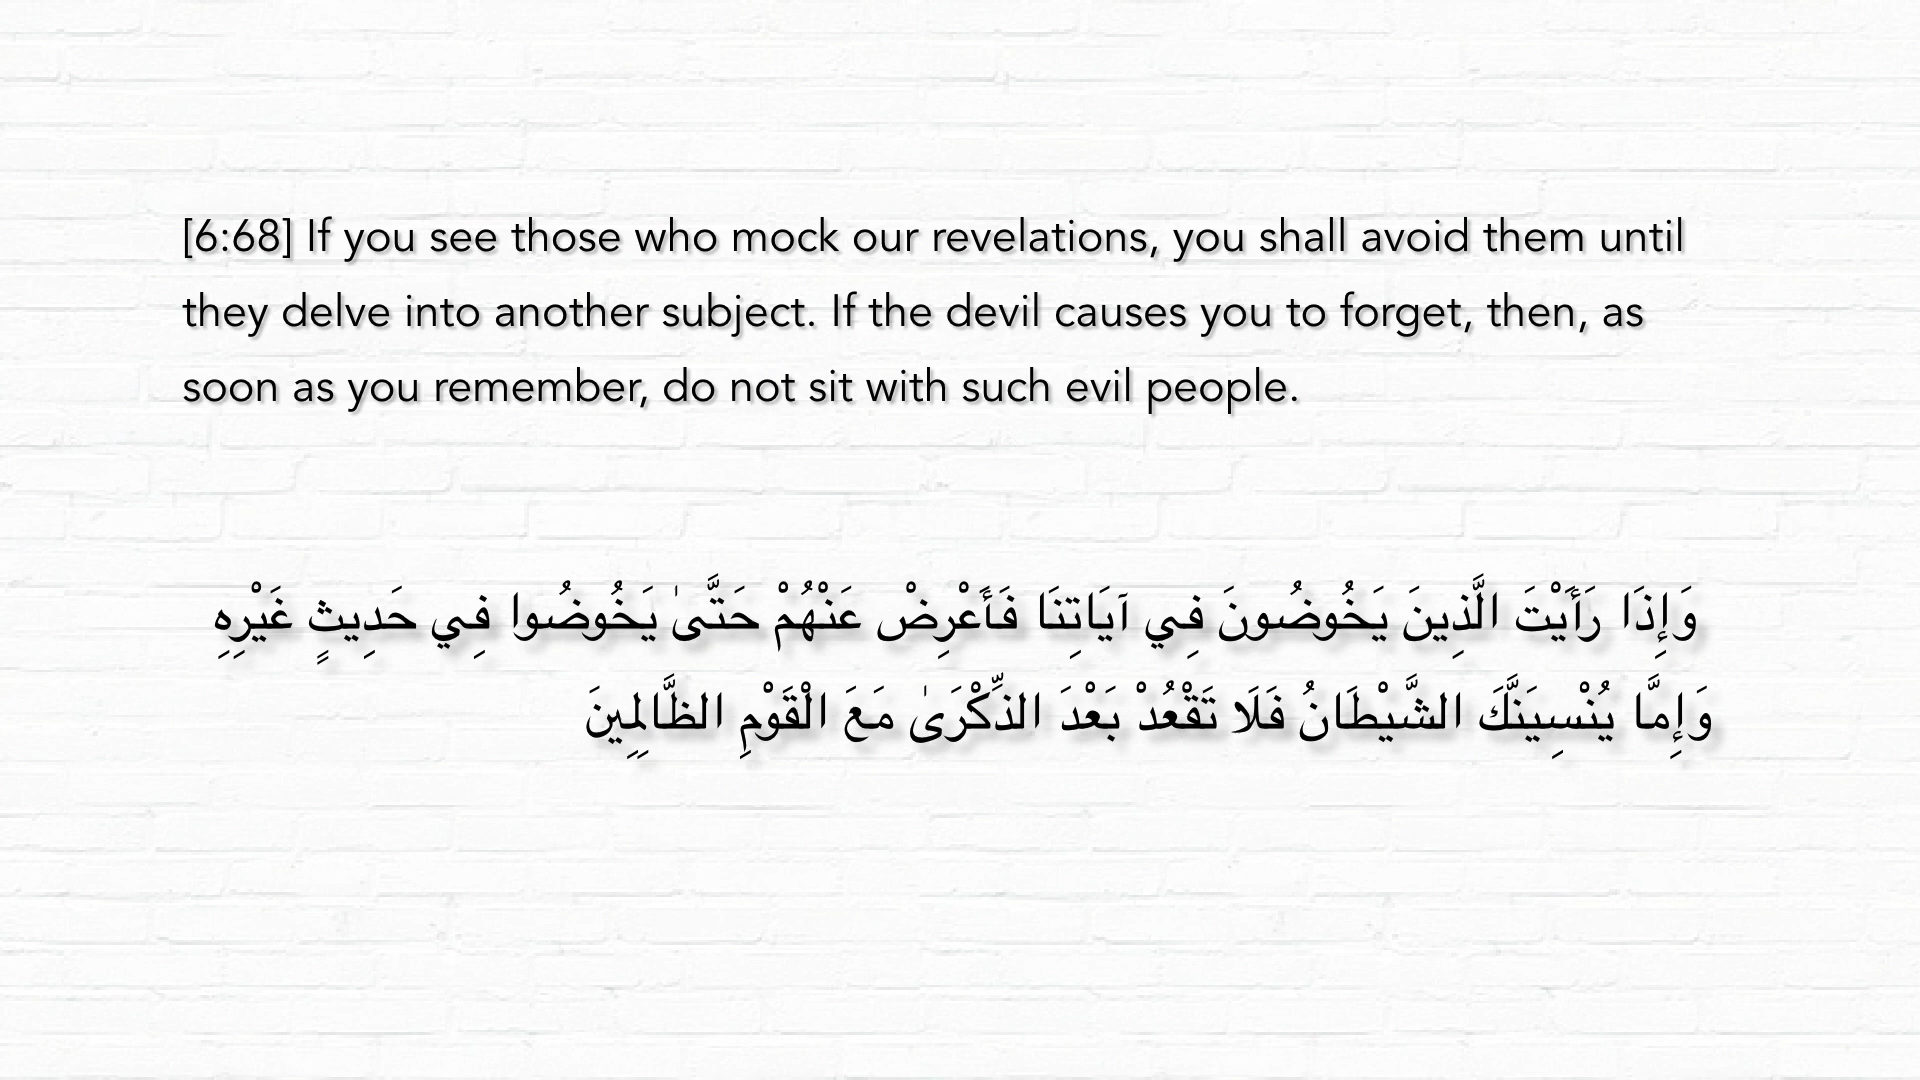 [6:68] If you see those who mock our revelations, you shall avoid them until
they delve into another subject. If the devil causes you to forget, then, as
soon as you remember, do not sit with such evil people.
وَإِذَا رَأَيْتَ الَّذِينَ يَخُوضُونَ فِي آيَاتِنَا فَأَعْرِضْ عَنْهُمْ حَتَّىٰ يَخُوضُوا فِي حَدِيثٍ غَيْرِهِ
وَإِمَّا يُنْسِيَنَّكَ الشَّيْطَانُ فَلَا تَقْعُدْ بَعْدَ الذِّكْرَىٰ مَعَ الْقَوْمِ الظَّالِمِينَ